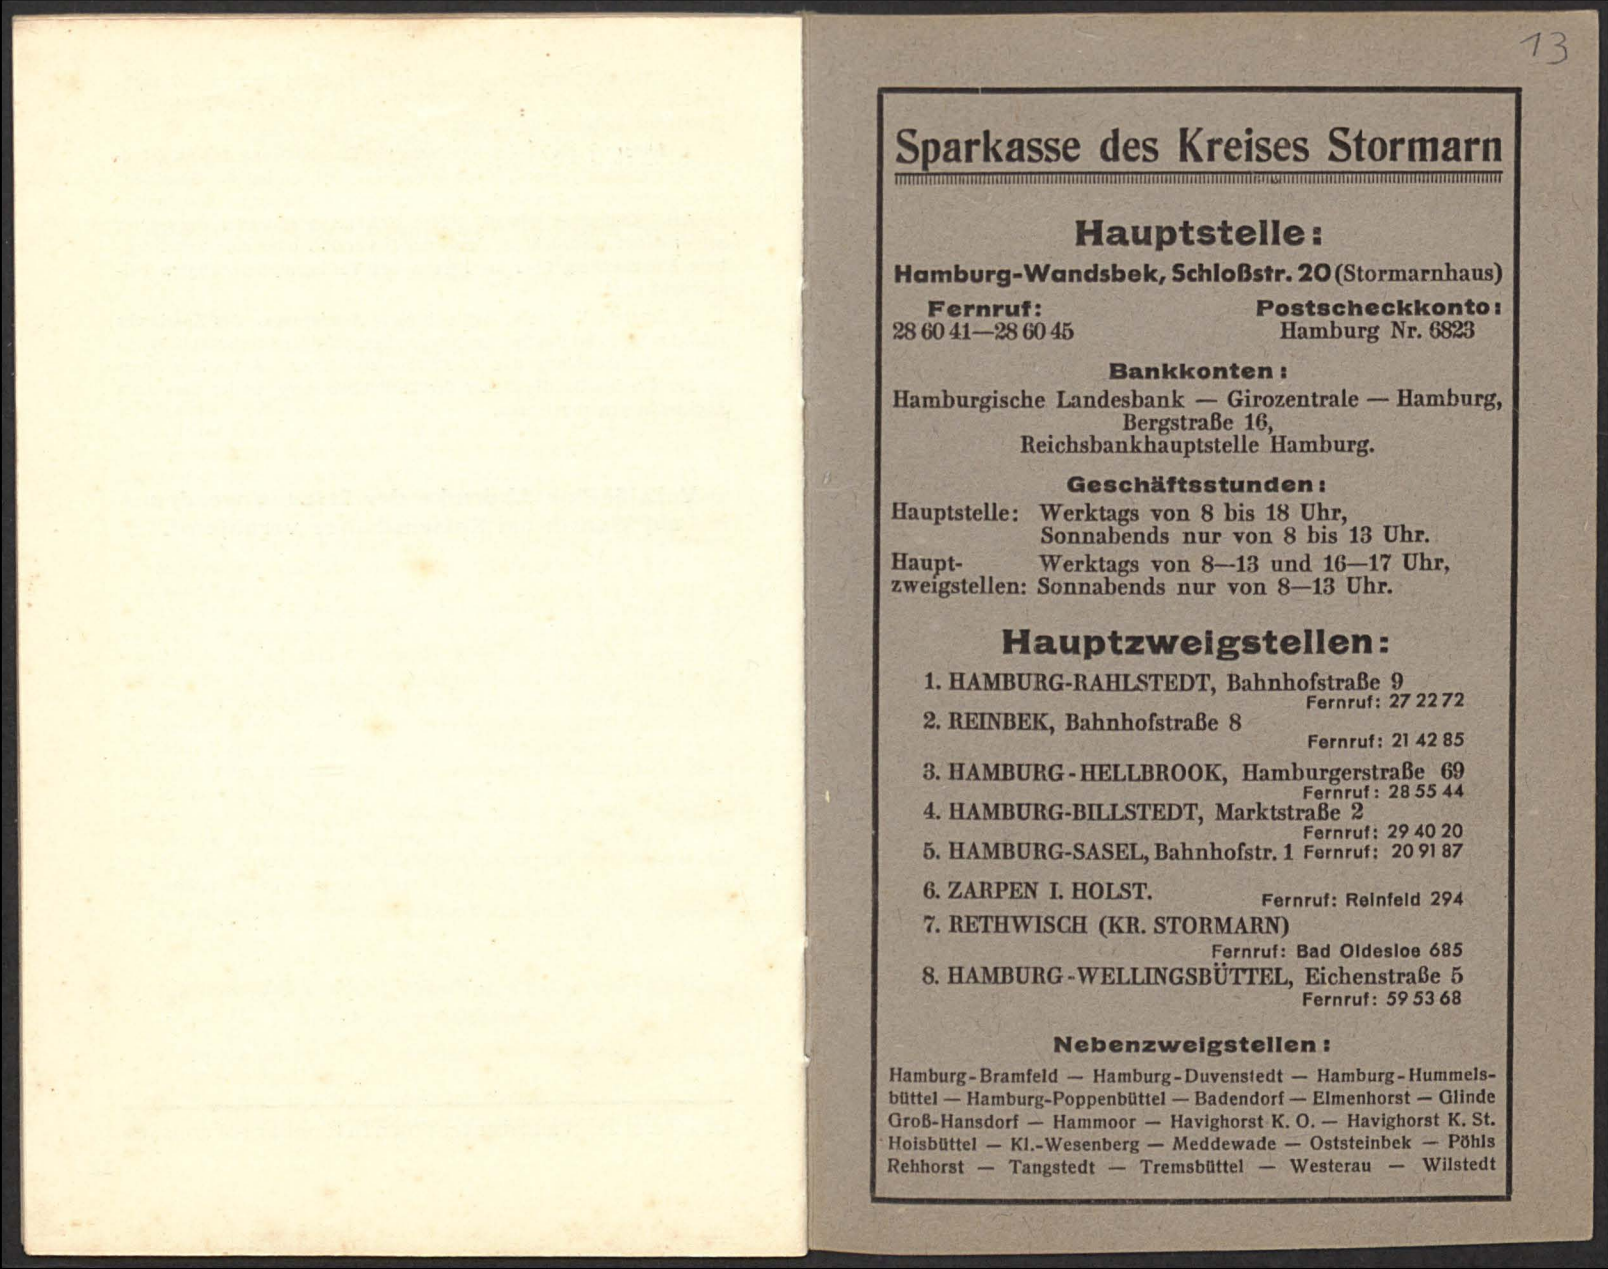 13
Sparkasse des Kreises Stormarn
Hauptstelle:
Hamburg-Wandsbek, Schloßstr. 20 (Stormarnhaus)
Fernruf: Postscheckkonto:
28 60 41—28 60 45 Hamburg Nr. 6823
Bankkonten:
Hamburgische Landesbank — Girozentrale — Hamburg,
Bergstraße 16,
Reichsbankhauptstelle Hamburg.
Geschäftsstunden:
Hauptstelle: Werktags von 8 bis 18 Uhr,
Sonnabends nur von 8 bis 13 Uhr.
Haupt- Werktags von 8—13 und 16—17 Uhr,
zweigstellen: Sonnabends nur von 8—13 Uhr.
Hauptzweigstellen:
1. HAMBURG-RAHLSTEDT, Bahnhofstraße 9
Fernruf: 27 22 72
2. REINBEK, Bahnhofstraße 8
Fernruf: 21 42 85
3. HAMBURG-HELLBROOK, Hamburgerstraße 69
Fernruf: 28 55 44
4. HAMBURG-BILLSTEDT, Marktstraße 2
Fernruf: 29 40 20
5. HAMBURG-SASEL, Bahnhofstr. 1 Fernruf: 20 91 87
6. ZARPEN I. HOLST. Fernruf: Reinfeld 294
7. RETHWISCH (KR. STORMARN)
Fernruf: Bad Oldesloe 685
8. HAMBURG-WELLINGSBÜTTEL, Eichenstraße 5
Fernruf: 59 53 68
Nebenzweigstellen:
Hamburg-Bramfeld — Hamburg-Duvenstedt — Hamburg-Hummels-
büttel — Hamburg-Poppenbüttel — Badendorf — Elmenhorst — Glinde
Groß-Hansdorf — Hammoor — Havighorst K. O. — Havighorst K. St.
Hoisbüttel — Kl.-Wesenberg — Meddewade — Oststeinbek — Pöhls
Rehhorst — Tangstedt — Tremsbüttel — Westerau — Wilstedt